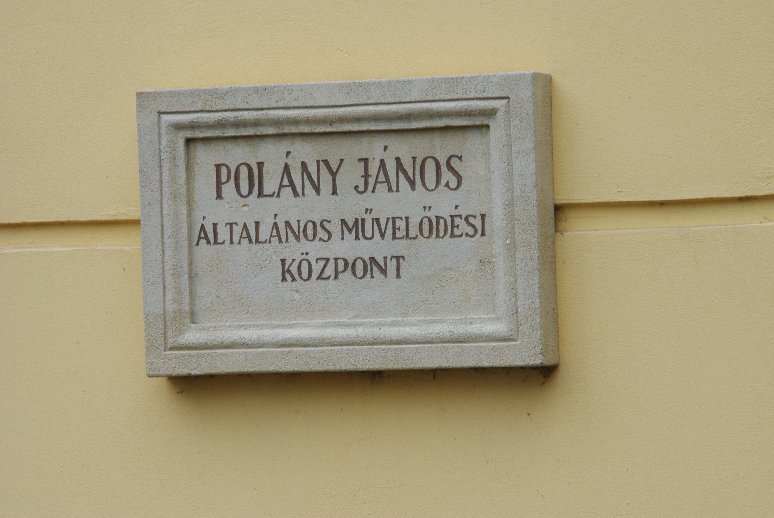 POLÁNY JÁNOS
ÁLTALÁNOS MŰVELŐDÉSI
KÖZPONT